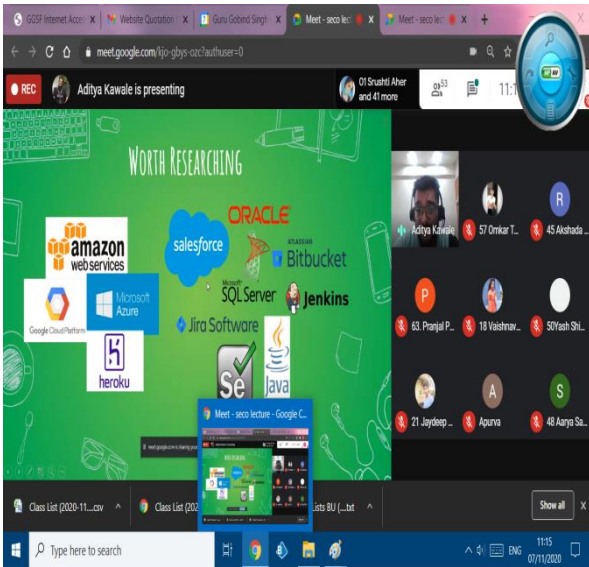 GGSF Internet Acce
Website Quotation
Guru Gobind Singh
Meet - seco lec
Meet - seco lec
meet.google.com/kjo-gbys-ozc?authuser=0
REC
Aditya Kawale is presenting
01 Srushti Aher
and 41 more
53
11:1
WORTH RESEARCHING
amazon
webservices
Google Cloud Platform
Microsoft
Azure
heroku
salesforce
ORACLE
ATLASSIAN
Bitbucket
Microsoft
SQL Server
Jenkins
Jira Software
Se
Java
Aditya Kawale
57 Omkar T...
R
45 Akshada ...
P
63. Pranjal P...
18 Vaishnav...
50Yash Shi...
21 Jaydeep ...
A
Apurva
S
48 Aarya Sa...
Meet - seco lecture - Google C...
Class List (2020-11....csv
Class List (202
ists BU (....txt
Show all
Type here to search
ENG
11:15
07/11/2020